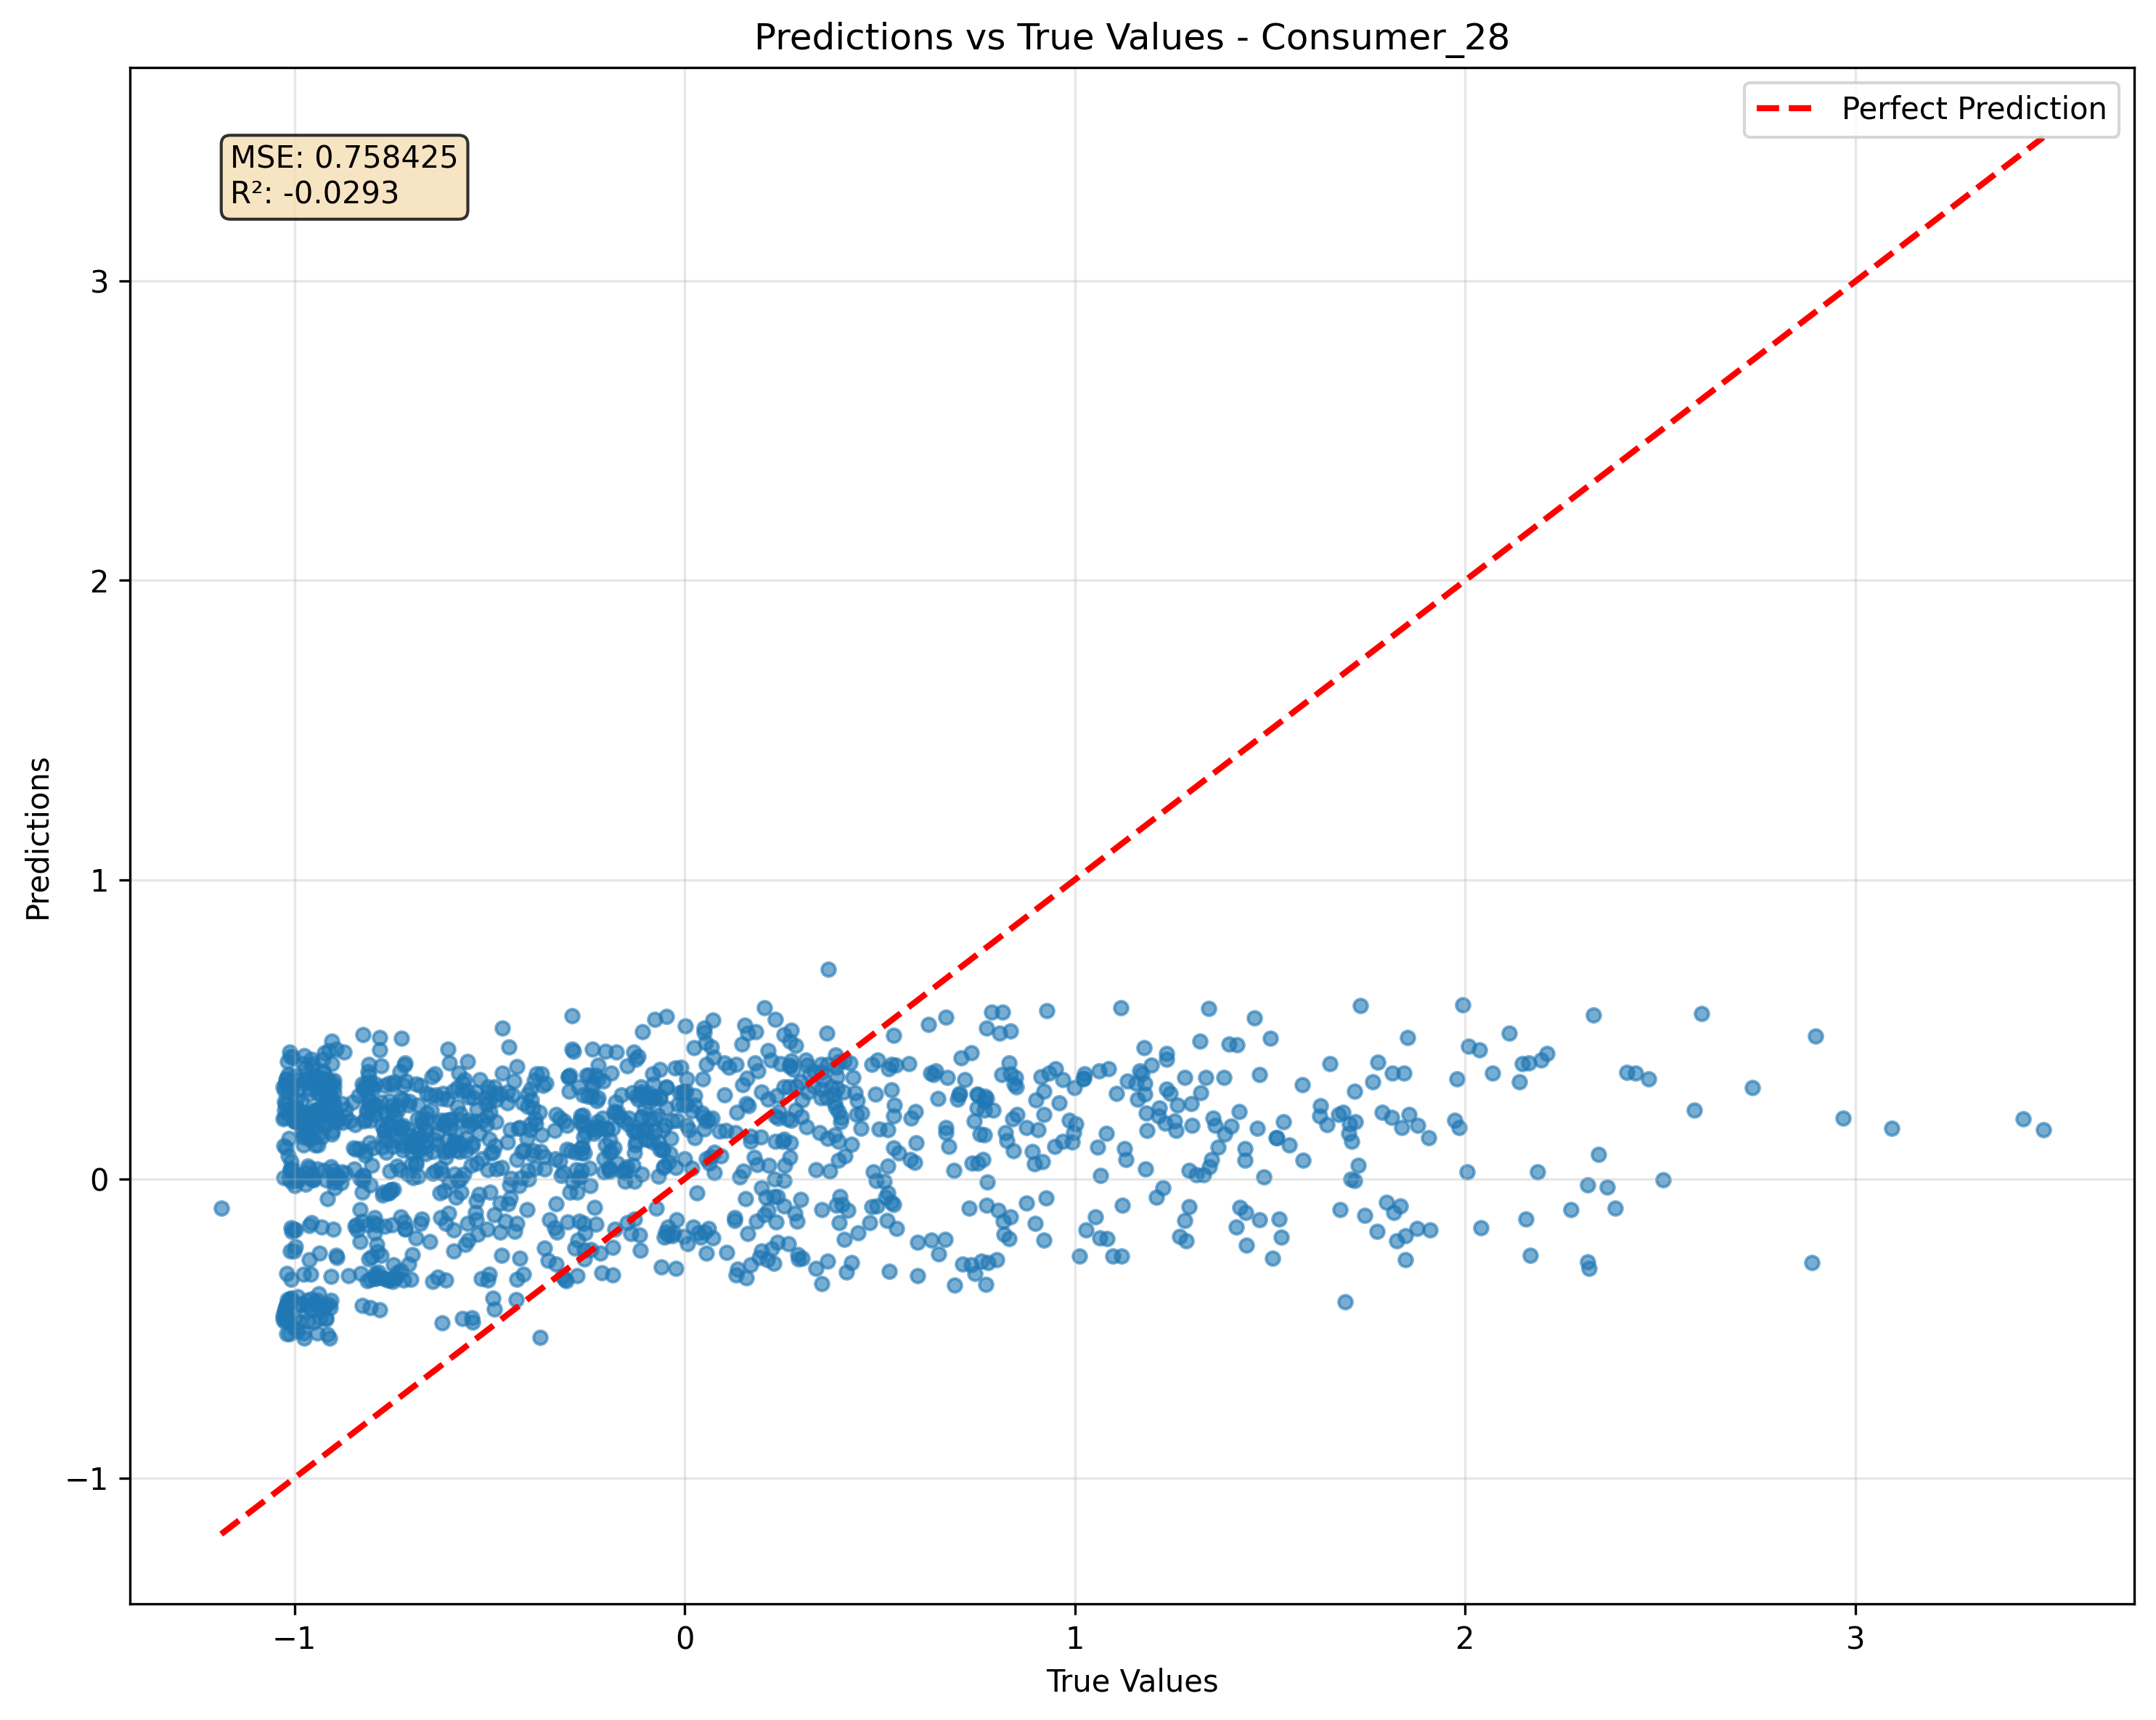 Predictions vs True Values - Consumer_28
Perfect Prediction
MSE: 0.758425
R²: -0.0293
3
2
1
0
−1
Predictions
−1
0
1
2
3
True Values